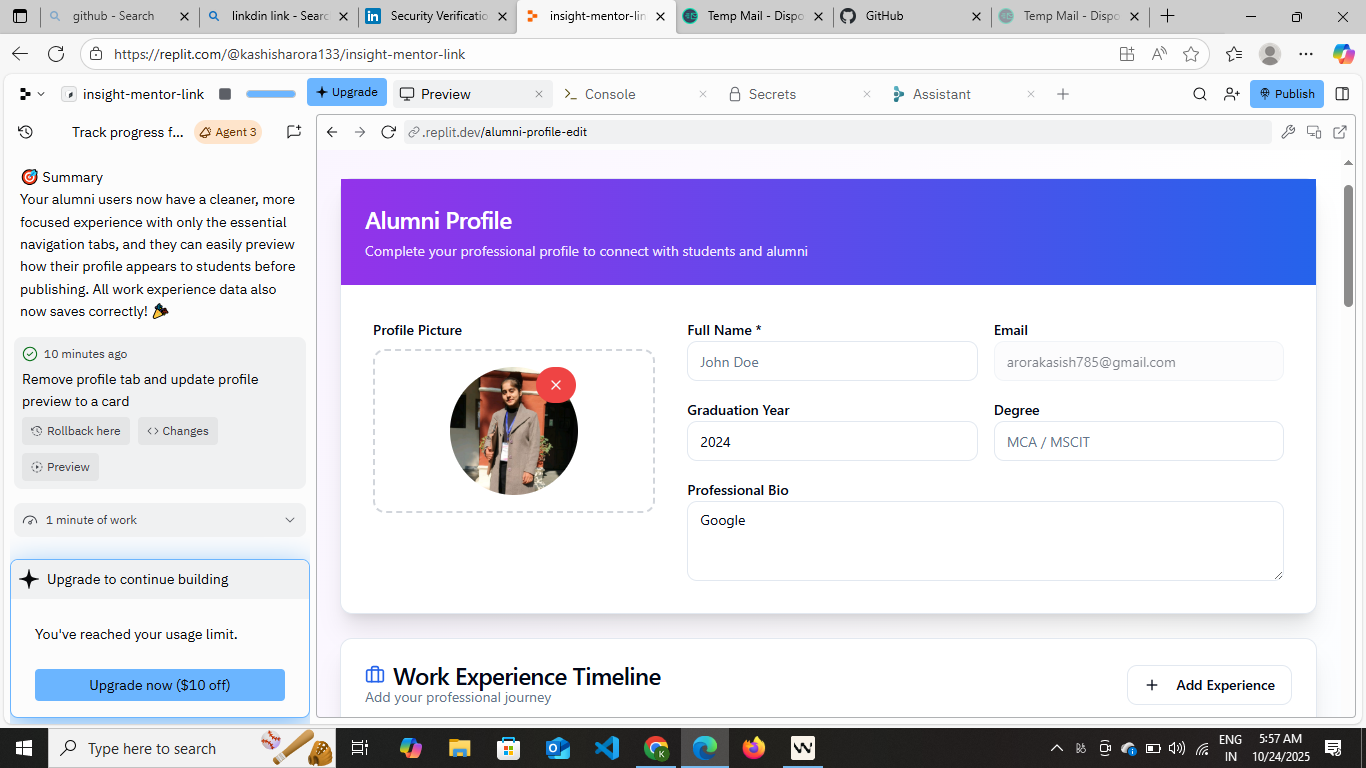 github - Search
linkdin link - Searc
Security Verificatio
insight-mentor-lin
Temp Mail - Dispo
GitHub
Temp Mail - Dispo
https://replit.com/@kashisharora133/insight-mentor-link
insight-mentor-link
Upgrade
Preview
Console
Secrets
Assistant
Publish
Track progress f...
Agent 3
.replit.dev/alumni-profile-edit
🎯 Summary
Your alumni users now have a cleaner, more
focused experience with only the essential
navigation tabs, and they can easily preview
how their profile appears to students before
publishing. All work experience data also
now saves correctly! 🎉
10 minutes ago
Remove profile tab and update profile
preview to a card
Rollback here
Changes
Preview
1 minute of work
Upgrade to continue building
You've reached your usage limit.
Upgrade now ($10 off)
Alumni Profile
Complete your professional profile to connect with students and alumni
Profile Picture
Full Name *
John Doe
Email
arorakasish785@gmail.com
Graduation Year
2024
Degree
MCA / MSCIT
Professional Bio
Google
Work Experience Timeline
Add your professional journey
Add Experience
Type here to search
ENG
IN
5:57 AM
10/24/2025